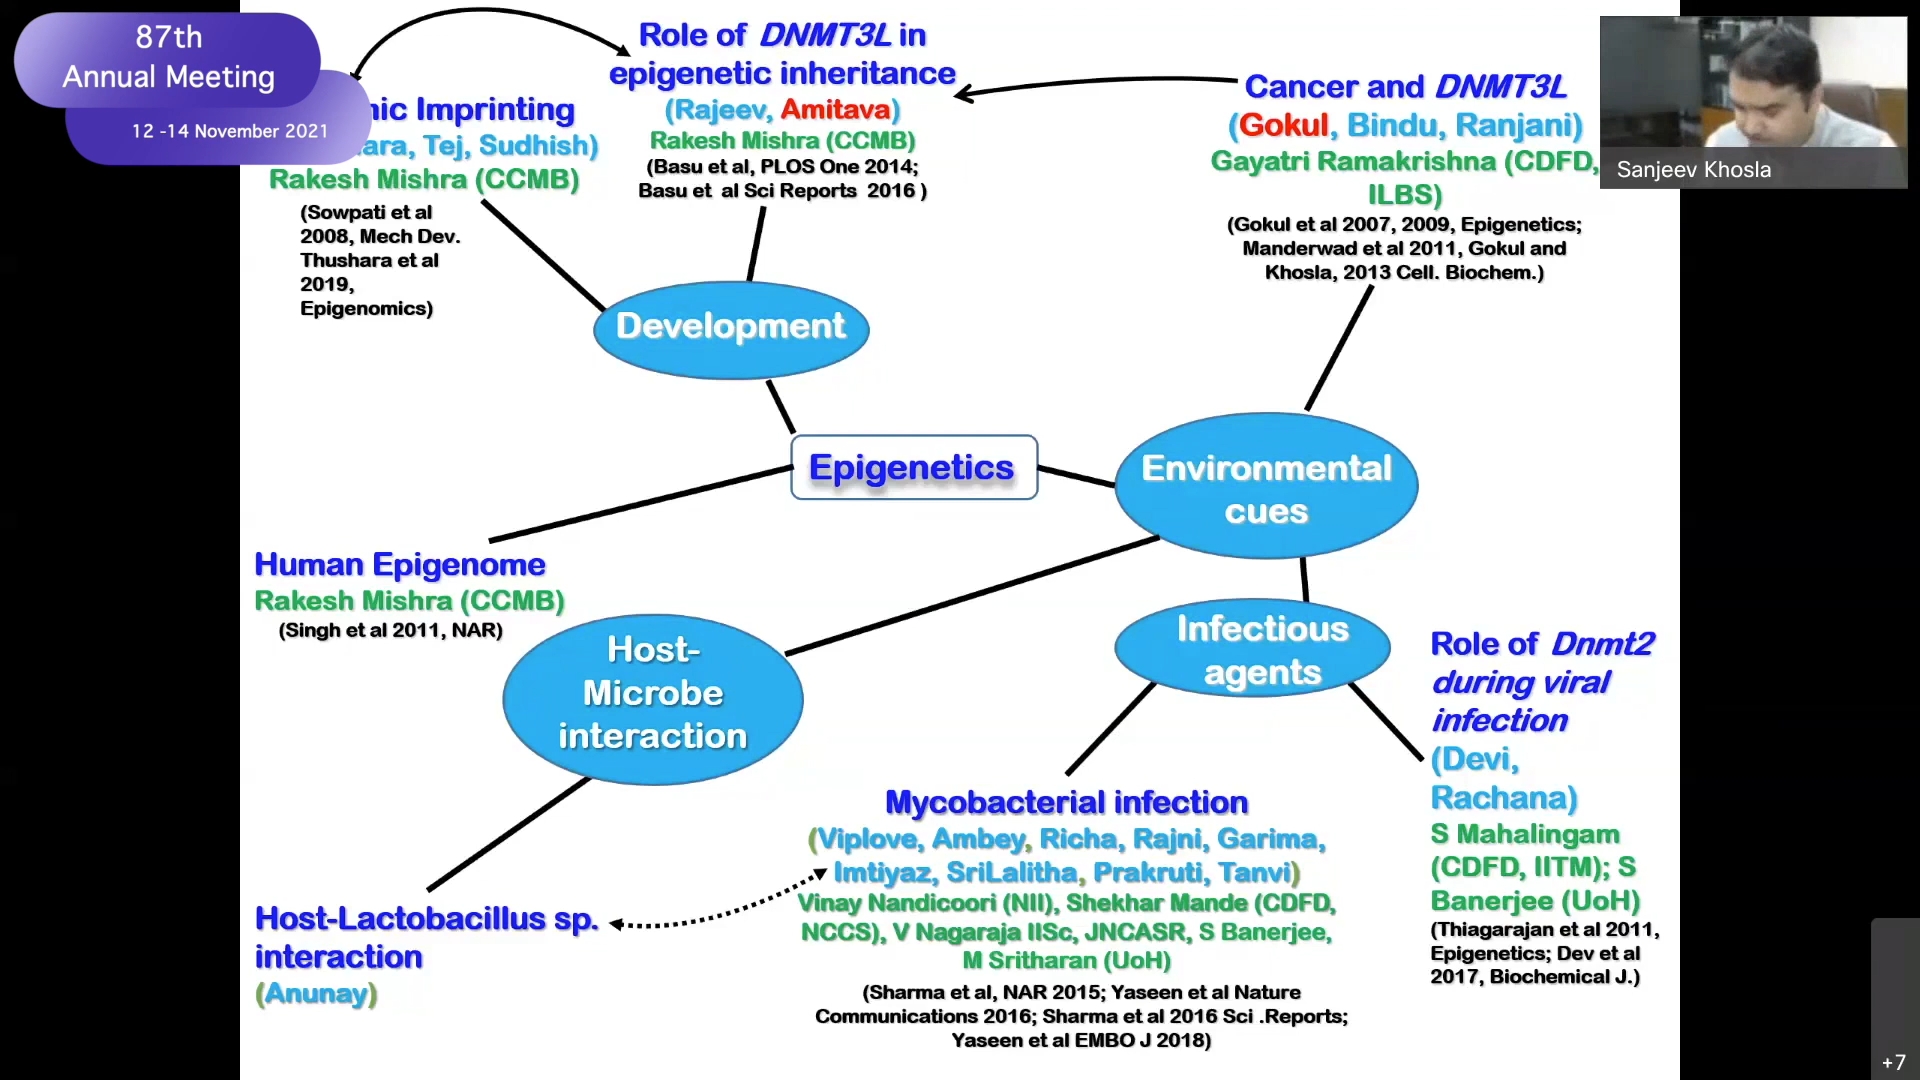 87th
Annual Meeting
12 -14 November 2021
Imprinting
Tej, Sudhish)
Rakesh Mishra (CCMB)
(Sowpati et al
2008, Mech Dev.
Thushara et al
2019,
Epigenomics)
Role of DNMT3L in
epigenetic inheritance
(Rajeev, Amitava)
Rakesh Mishra (CCMB)
(Basu et al, PLOS One 2014;
Basu et al Sci Reports 2016 )
Cancer and DNMT3L
(Gokul, Bindu, Ranjani)
Gayatri Ramakrishna (CDFD,
ILBS)
(Gokul et al 2007, 2009, Epigenetics;
Manderwad et al 2011, Gokul and
Khosla, 2013 Cell. Biochem.)
Sanjeev Khosla
Development
Epigenetics
Environmental
cues
Human Epigenome
Rakesh Mishra (CCMB)
(Singh et al 2011, NAR)
Host-
Microbe
interaction
Infectious
agents
Role of Dnmt2
during viral
infection
(Devi,
Rachana)
S Mahalingam
(CDFD, IITM); S
Banerjee (UoH)
(Thiagarajan et al 2011,
Epigenetics; Dev et al
2017, Biochemical J.)
Mycobacterial infection
(Viplove, Ambey, Richa, Rajni, Garima,
Imtiyaz, SriLalitha, Prakruti, Tanvi)
Vinay Nandicoori (NII), Shekhar Mande (CDFD,
NCCS), V Nagaraja IISc, JNCASR, S Banerjee,
M Sritharan (UoH)
(Sharma et al, NAR 2015; Yaseen et al Nature
Communications 2016; Sharma et al 2016 Sci .Reports;
Yaseen et al EMBO J 2018)
Host-Lactobacillus sp.
interaction
(Anunay)
+7